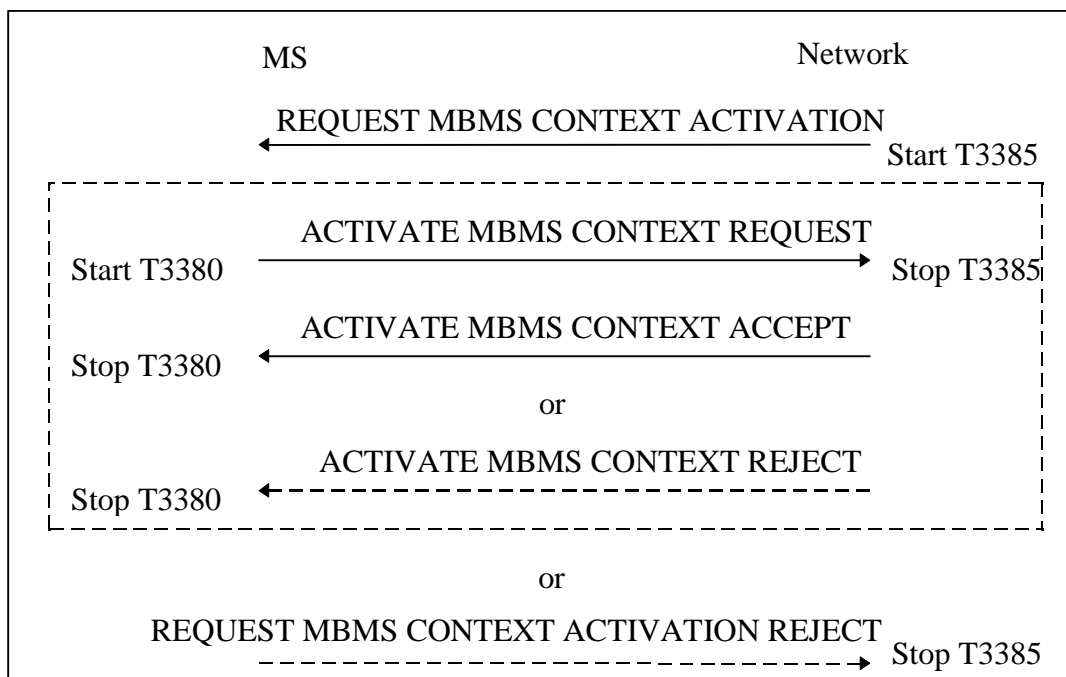 MS Network
REQUEST MBMS CONTEXT ACTIVATION
Start T3385
ACTIVATE MBMS CONTEXT REQUEST
Start T3380 Stop T3385
ACTIVATE MBMS CONTEXT ACCEPT
Stop T3380
or
ACTIVATE MBMS CONTEXT REJECT
Stop T3380
or
REQUEST MBMS CONTEXT ACTIVATION REJECT
Stop T3385